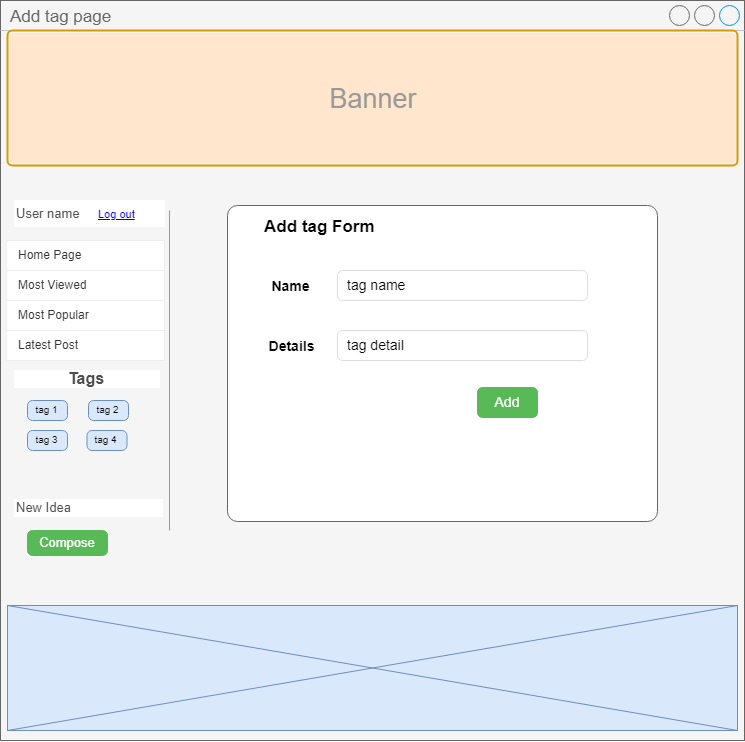 Add tag page
Banner
User name Log out
Home Page
Most Viewed
Most Popular
Latest Post
Tags
tag 1 tag 2
tag 3 tag 4
New Idea
Compose
Add tag Form
Name tag name
Details tag detail
Add